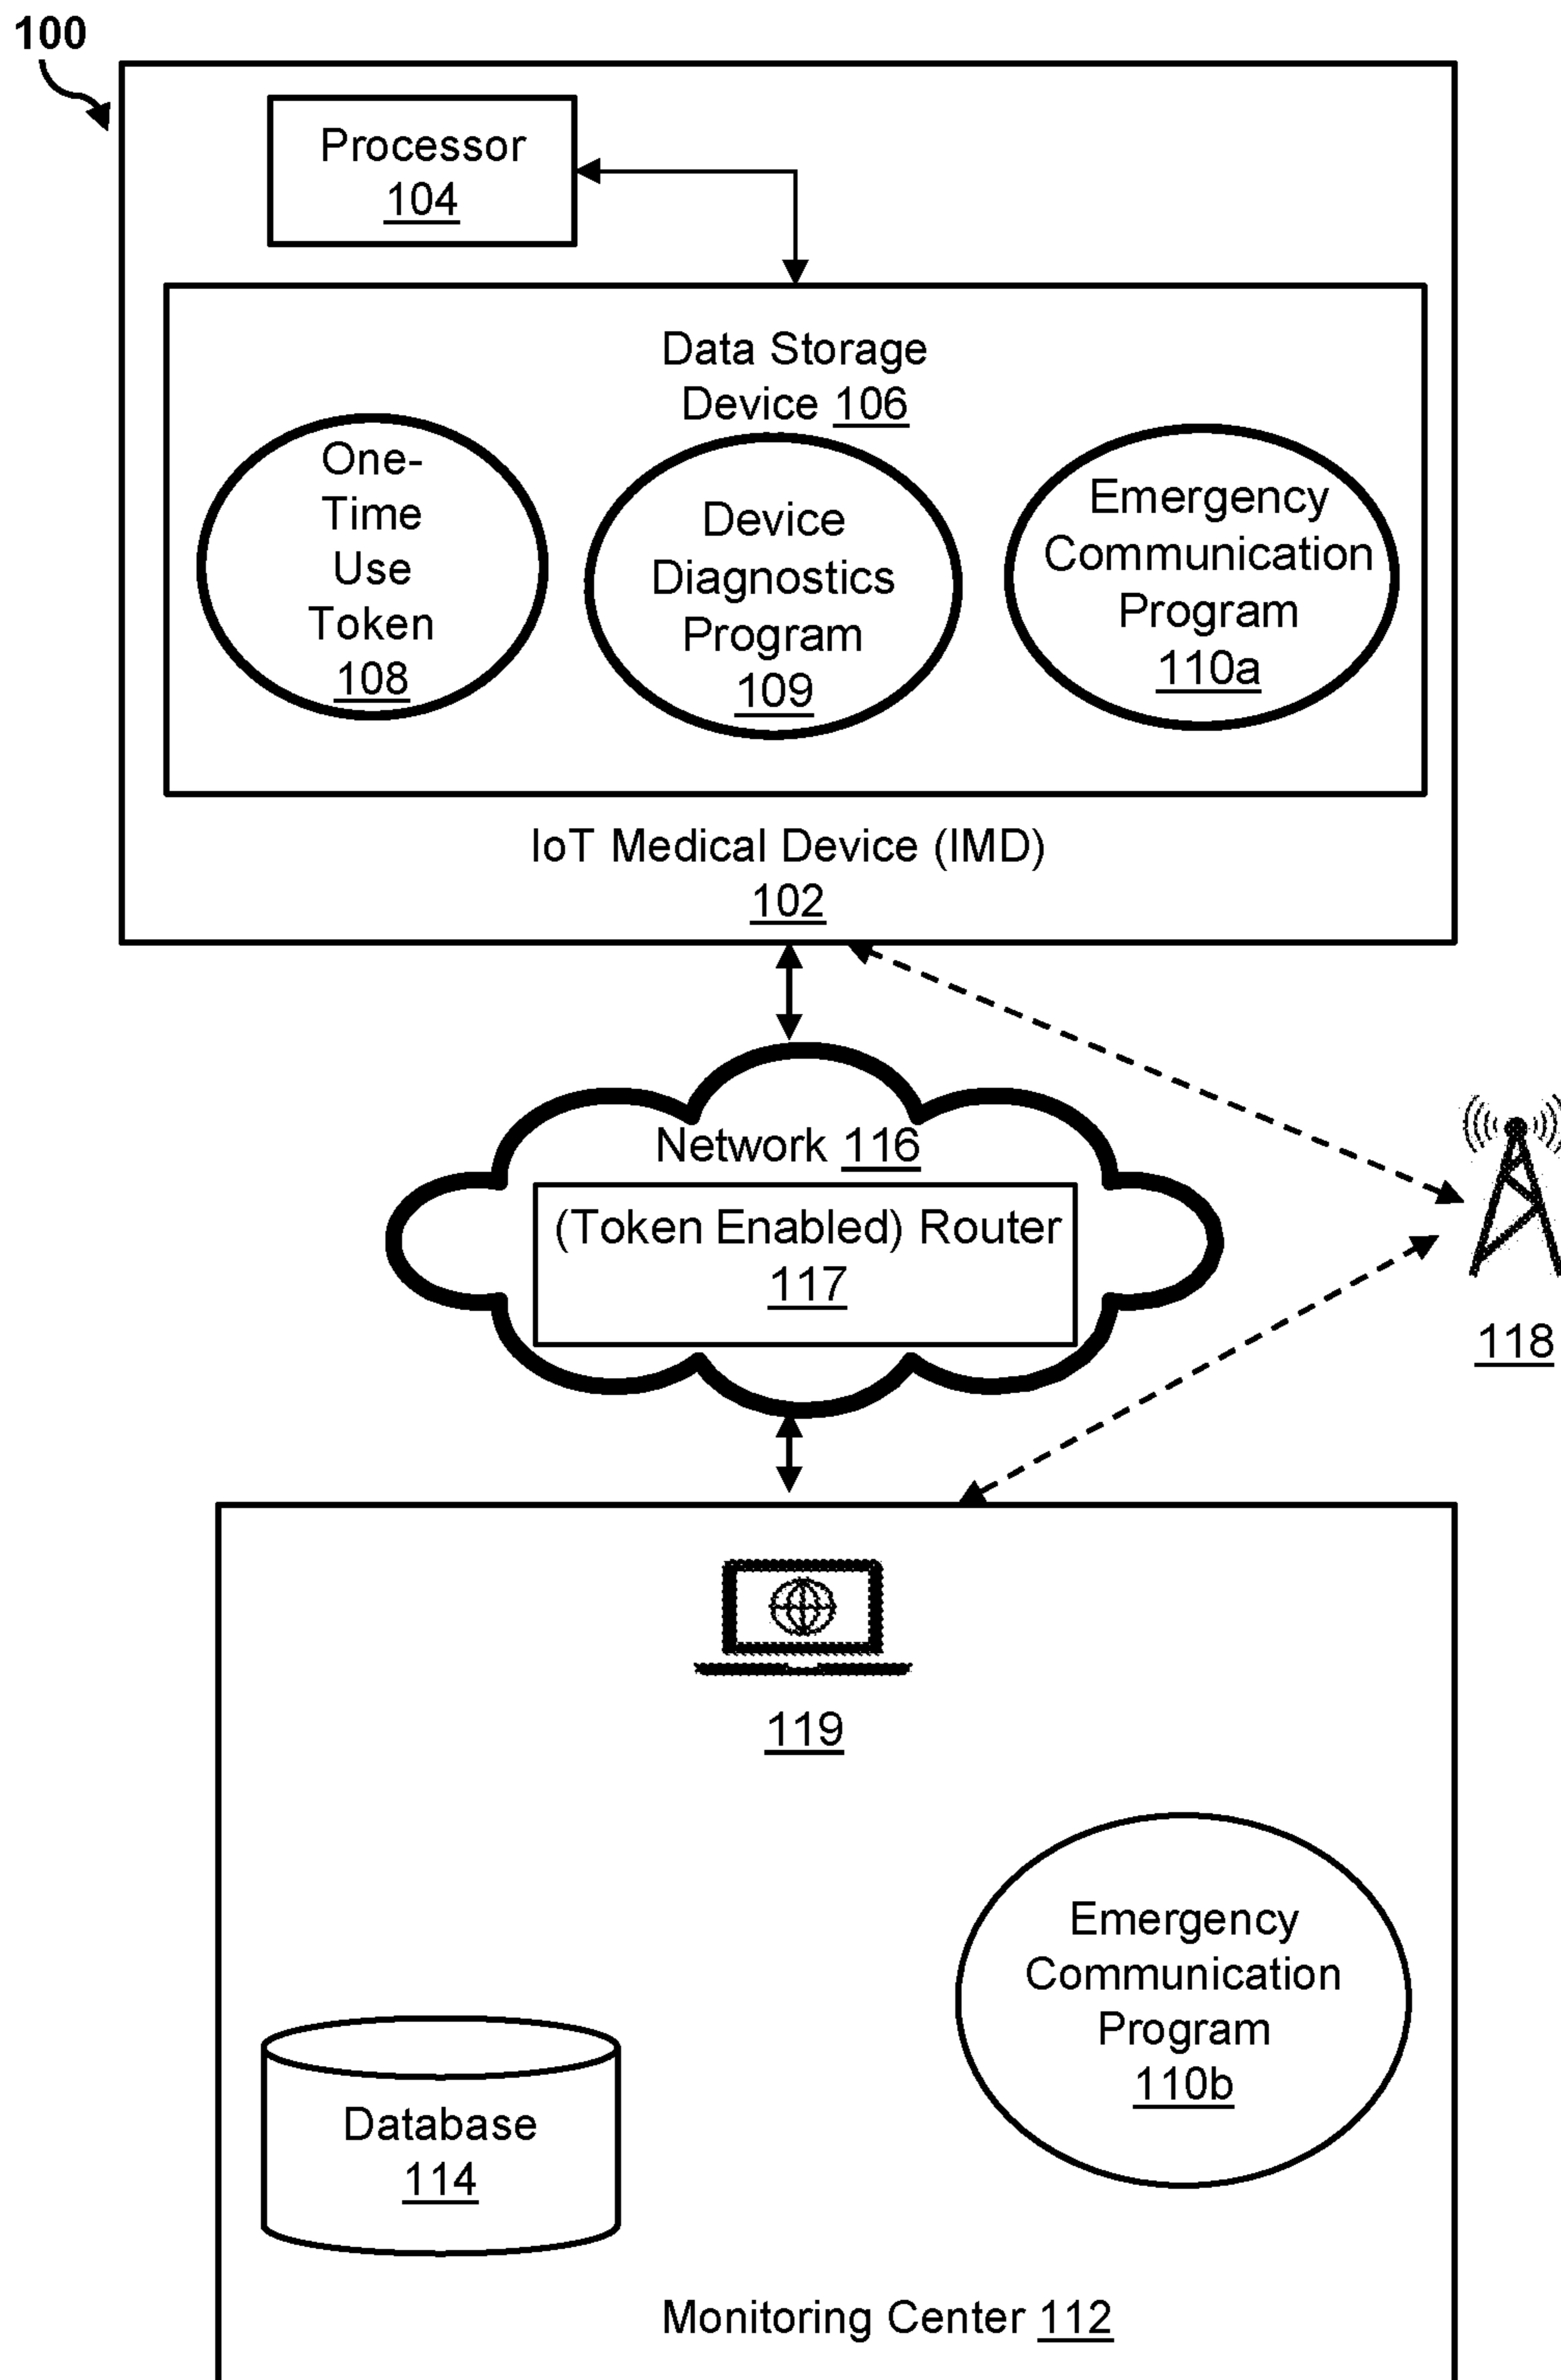 100
Processor
104
Data Storage
Device 106
One-
Time
Use
Token
108
Device
Diagnostics
Program
109
Emergency
Communication
Program
110a
IoT Medical Device (IMD)
102
Network 116
(Token Enabled) Router
117
118
119
Emergency
Communication
Program
110b
Database
114
Monitoring Center 112